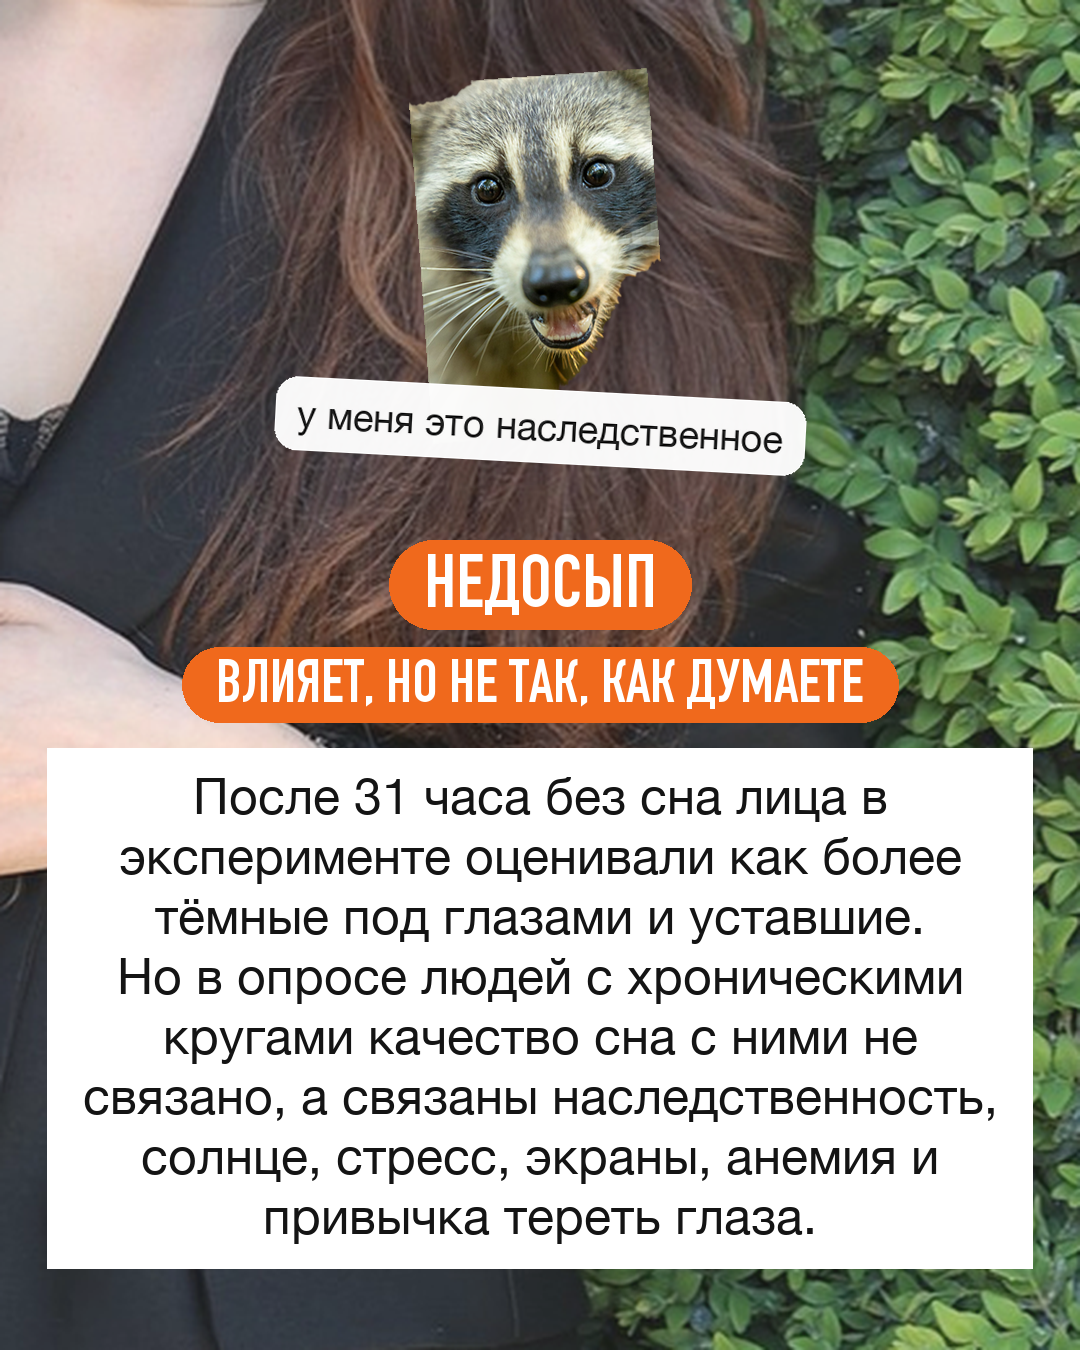 у меня это наследственное
НЕДОСЫП
ВЛИЯЕТ, НО НЕ ТАК, КАК ДУМАЕТЕ
После 31 часа без сна лица в
эксперименте оценивали как более
тёмные под глазами и уставшие.
Но в опросе людей с хроническими
кругами качество сна с ними не
связано, а связаны наследственность,
солнце, стресс, экраны, анемия и
привычка тереть глаза.